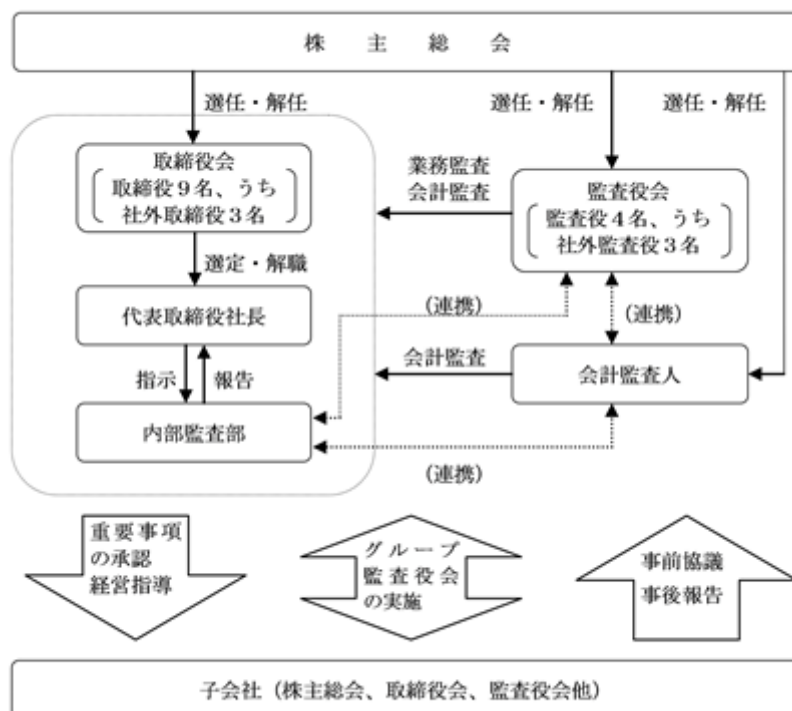 株主総会
選任・解任
選任・解任
選任・解任
取締役会
取締役９名、うち
社外取締役３名
業務監査
会計監査
監査役会
監査役４名、うち
社外監査役３名
選定・解職
代表取締役社長
(連携)
(連携)
指示
報告
会計監査
会計監査人
内部監査部
(連携)
重要事項
の承認
経営指導
グループ
監査役会
の実施
事前協議
事後報告
子会社（株主総会、取締役会、監査役会他）